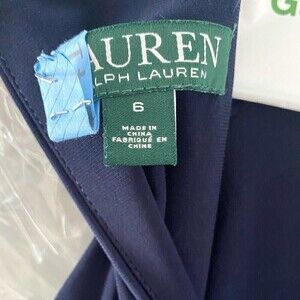 AUREN
LPH LAUREN
6
MADE IN
CHINA
FABRIQUÉ EN
CHINE
G